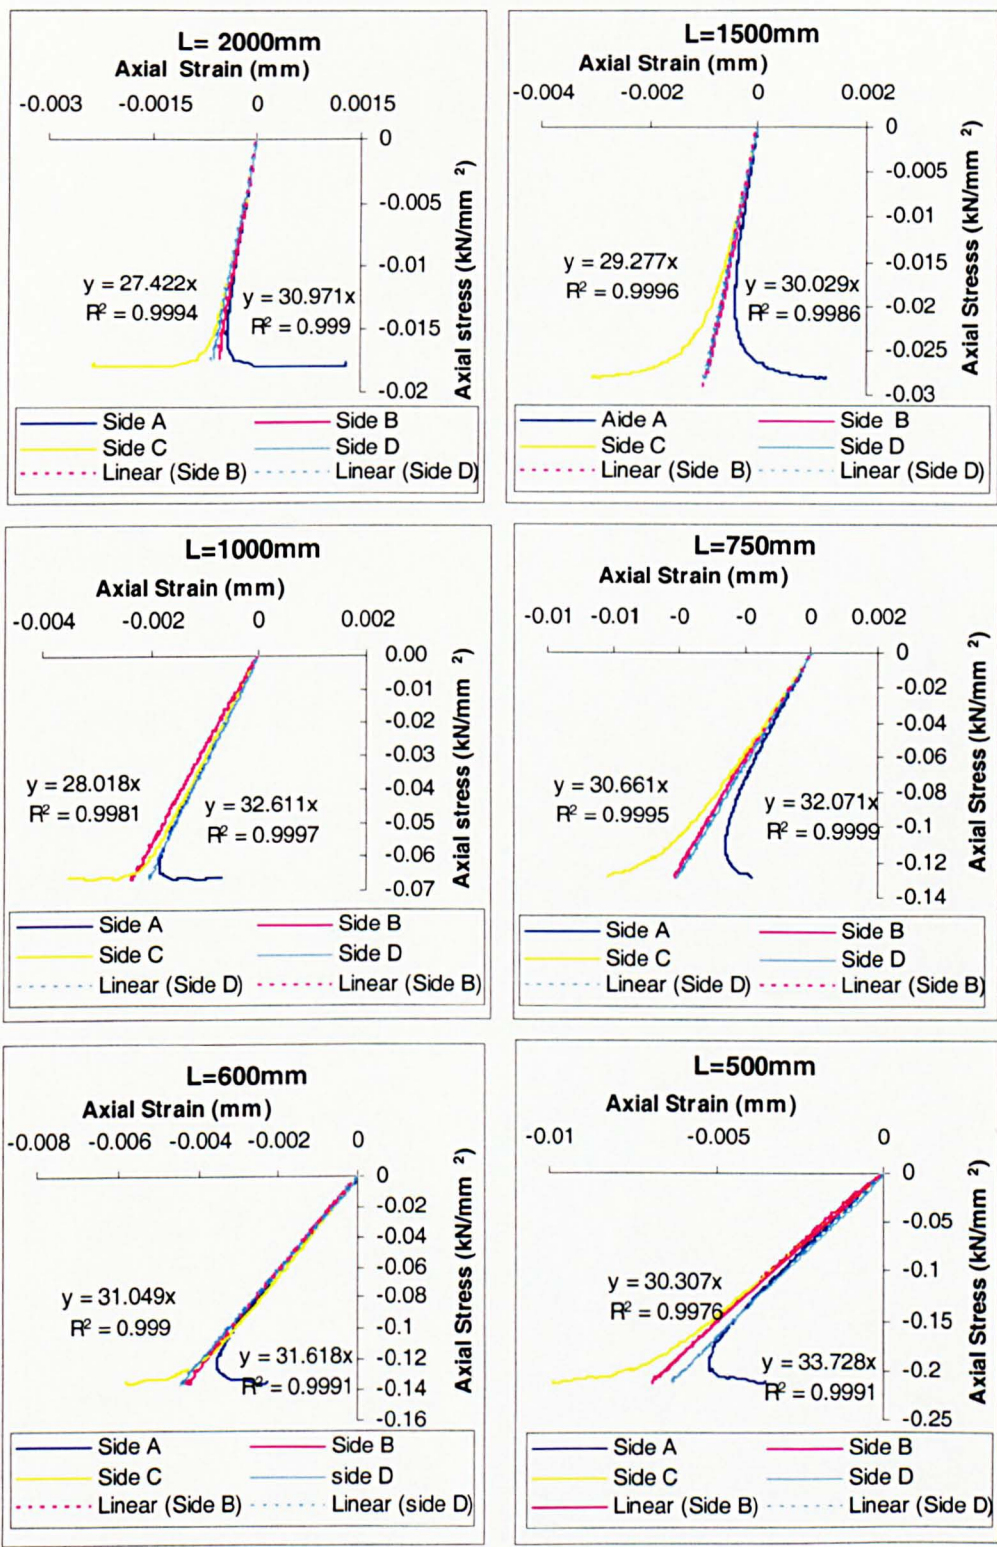 L= 2000mm
Axial Strain (mm)
-0.003 -0.0015 0 0.0015
0
-0.005
-0.01
-0.015
-0.02
Axial stress (kN/mm ²)
y = 27.422x
R² = 0.9994
y = 30.971x
R² = 0.999
Side A Side B
Side C Side D
Linear (Side B) Linear (Side D)
L=1500mm
Axial Strain (mm)
-0.004 -0.002 0 0.002
0
-0.005
-0.01
-0.015
-0.02
-0.025
-0.03
Axial Stresss (kN/mm ²)
y = 29.277x
R² = 0.9996
y = 30.029x
R² = 0.9986
Aide A Side B
Side C Side D
Linear (Side B) Linear (Side D)
L=1000mm
Axial Strain (mm)
-0.004 -0.002 0 0.002
0.00
-0.01
-0.02
-0.03
-0.04
-0.05
-0.06
-0.07
Axial stress (kN/mm ²)
y = 28.018x
R² = 0.9981
y = 32.611x
R² = 0.9997
Side A Side B
Side C Side D
Linear (Side D) Linear (Side B)
L=750mm
Axial Strain (mm)
-0.01 -0.01 -0 -0 0 0.002
0
-0.02
-0.04
-0.06
-0.08
-0.1
-0.12
-0.14
Axial Stress (kN/mm ²)
y = 30.661x
R² = 0.9995
y = 32.071x
R² = 0.9999
Side A Side B
Side C Side D
Linear (Side D) Linear (Side B)
L=600mm
Axial Strain (mm)
-0.008 -0.006 -0.004 -0.002 0
0
-0.02
-0.04
-0.06
-0.08
-0.1
-0.12
-0.14
-0.16
Axial Stress (kN/mm ²)
y = 31.049x
R² = 0.999
y = 31.618x
R² = 0.9991
Side A Side B
Side C side D
Linear (Side B) Linear (side D)
L=500mm
Axial Strain (mm)
-0.01 -0.005 0
0
-0.05
-0.1
-0.15
-0.2
-0.25
Axial Stress (kN/mm ²)
y = 30.307x
R² = 0.9976
y = 33.728x
R² = 0.9991
Side A Side B
Side C Side D
Linear (Side B) Linear (Side D)